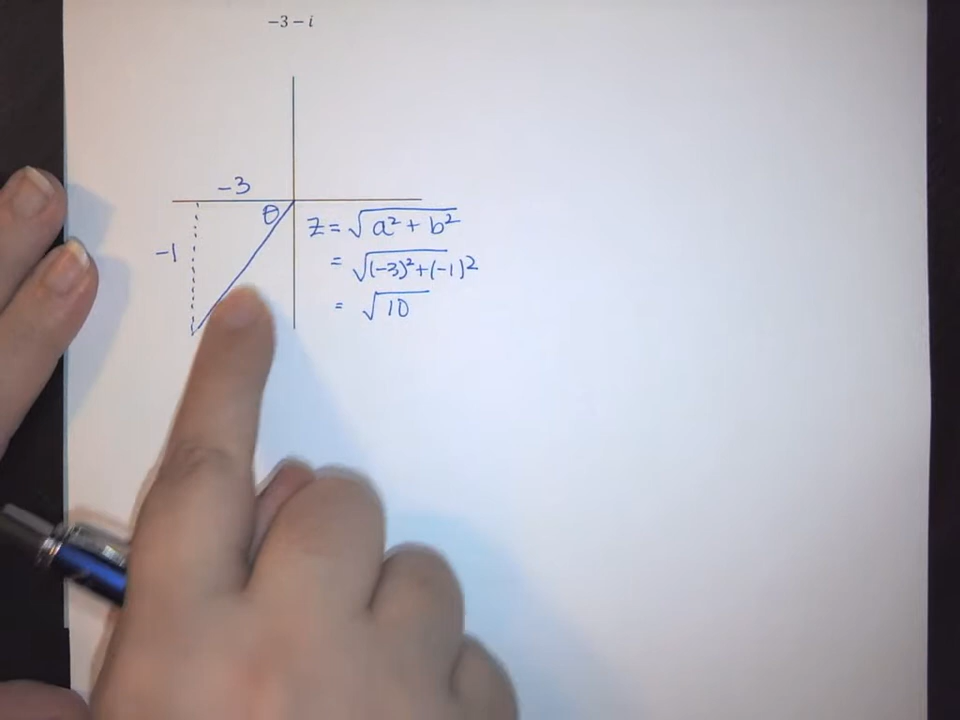 −3 − i
−3
θ
−1
z = √(a² + b²)
= √((−3)² + (−1)²)
= √10